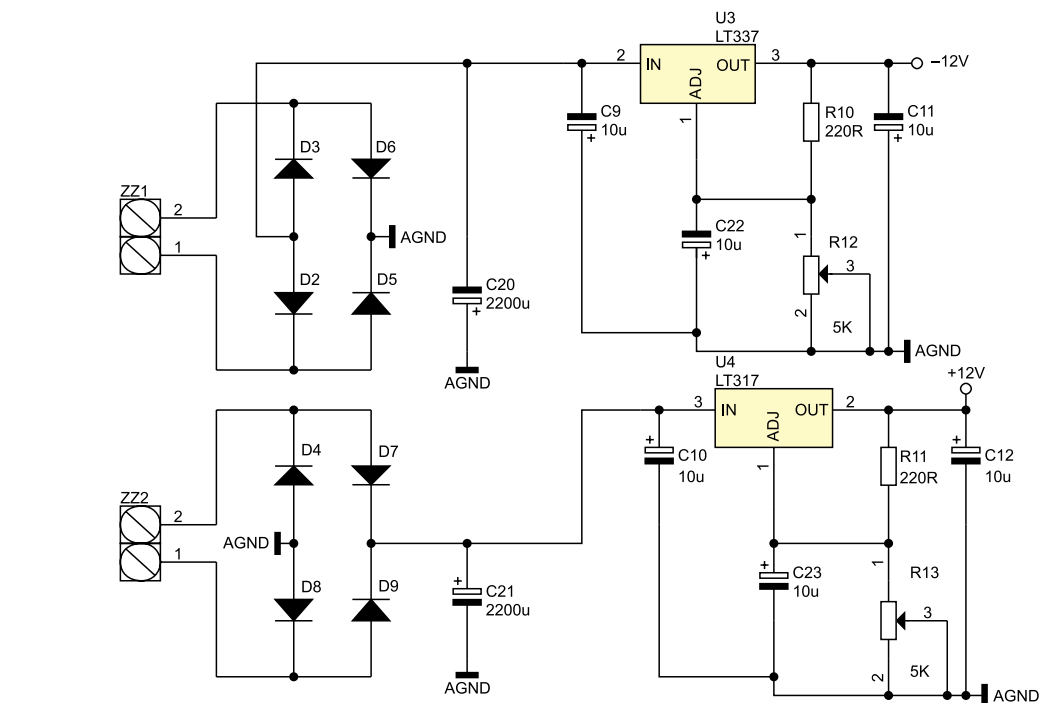 U3
LT337
2
IN
ADJ
OUT
3
−12V
1
C9
10u
+
R10
220R
C11
10u
+
D3
D6
ZZ1
2
1
AGND
C22
10u
+
1
R12
3
2
5K
D2
D5
C20
2200u
+
AGND
AGND
U4
LT317
3
IN
ADJ
OUT
2
+12V
1
+
C10
10u
R11
220R
+
C12
10u
D4
D7
ZZ2
2
1
AGND
+
C23
10u
1
R13
3
2
5K
D8
D9
+
C21
2200u
AGND
AGND